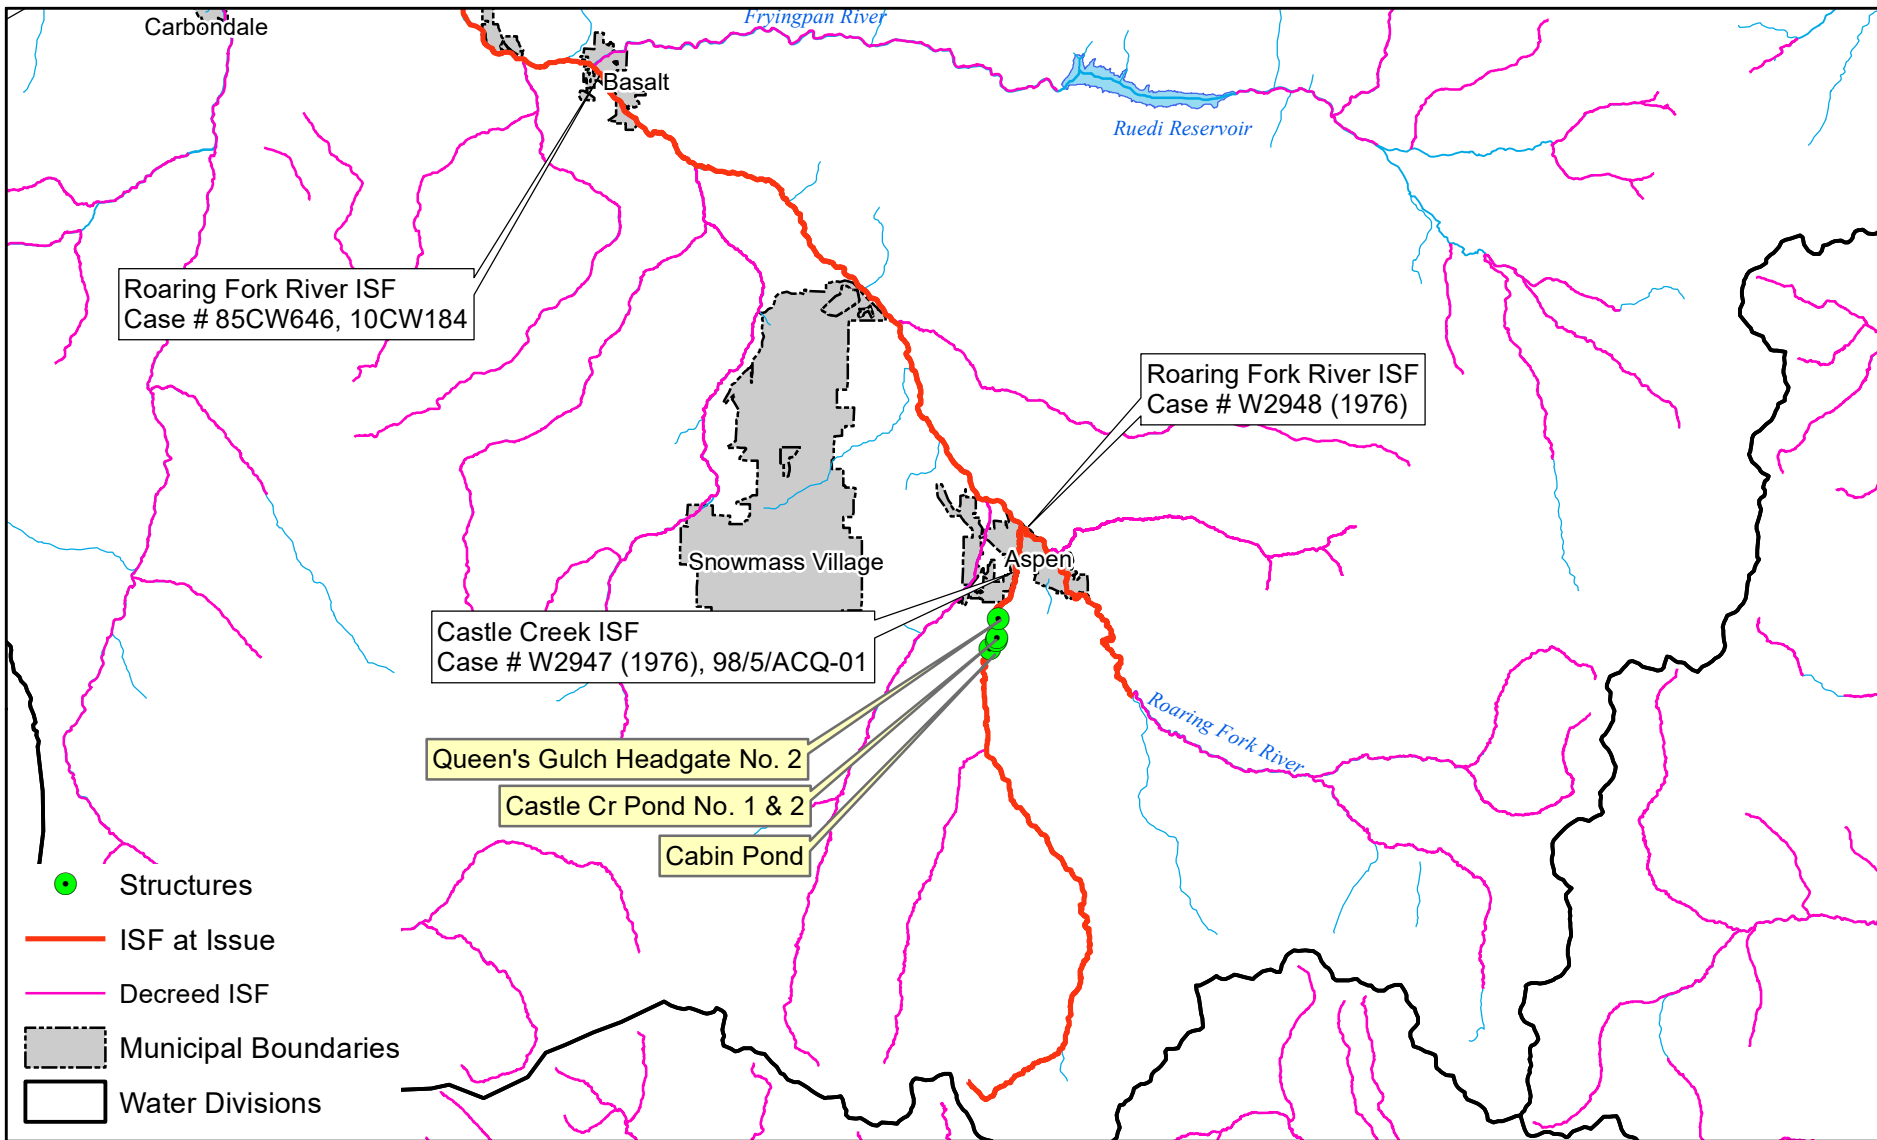 Carbondale
Fryingpan River
Basalt
Ruedi Reservoir
Roaring Fork River ISF
Case # 85CW646, 10CW184
Roaring Fork River ISF
Case # W2948 (1976)
Snowmass Village
Aspen
Castle Creek ISF
Case # W2947 (1976), 98/5/ACQ-01
Roaring Fork River
Queen's Gulch Headgate No. 2
Castle Cr Pond No. 1 & 2
Cabin Pond
Structures
ISF at Issue
Decreed ISF
Municipal Boundaries
Water Divisions